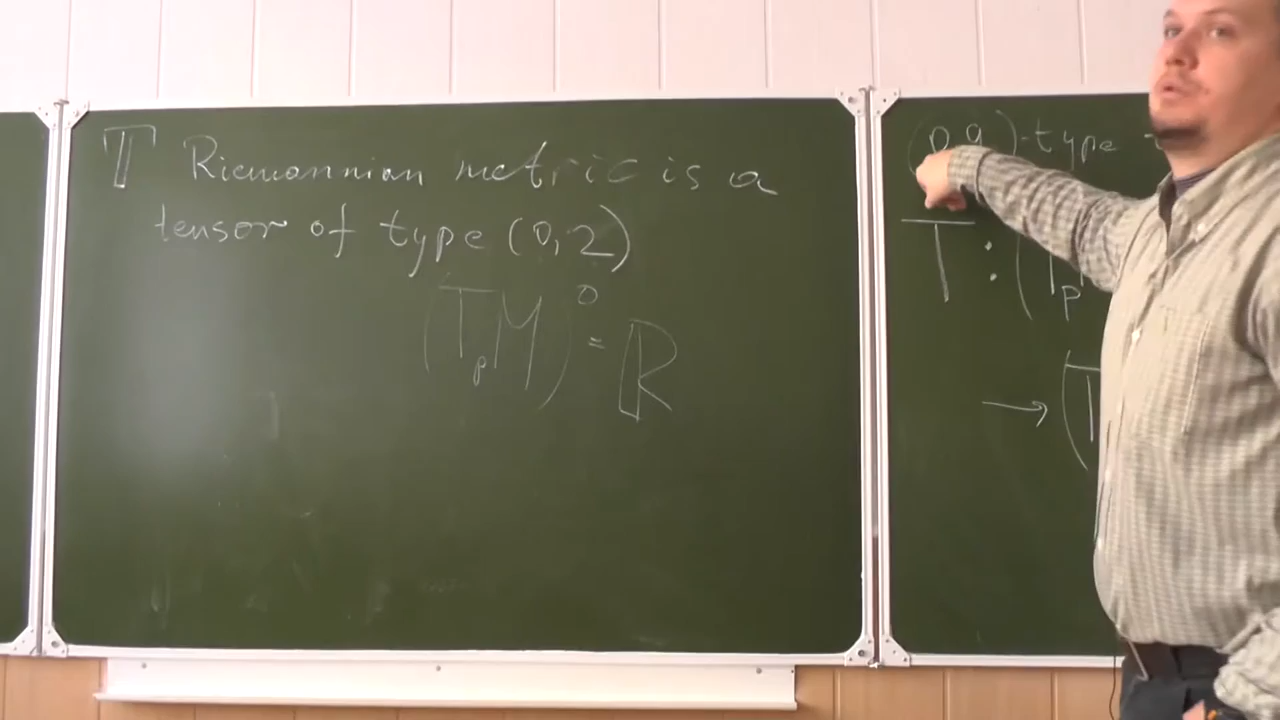 T Riemannian metric is a
tensor of type (0,2)
(TpM)⁰ = ℝ
(p,q)-type
T : (Tp
→ (T